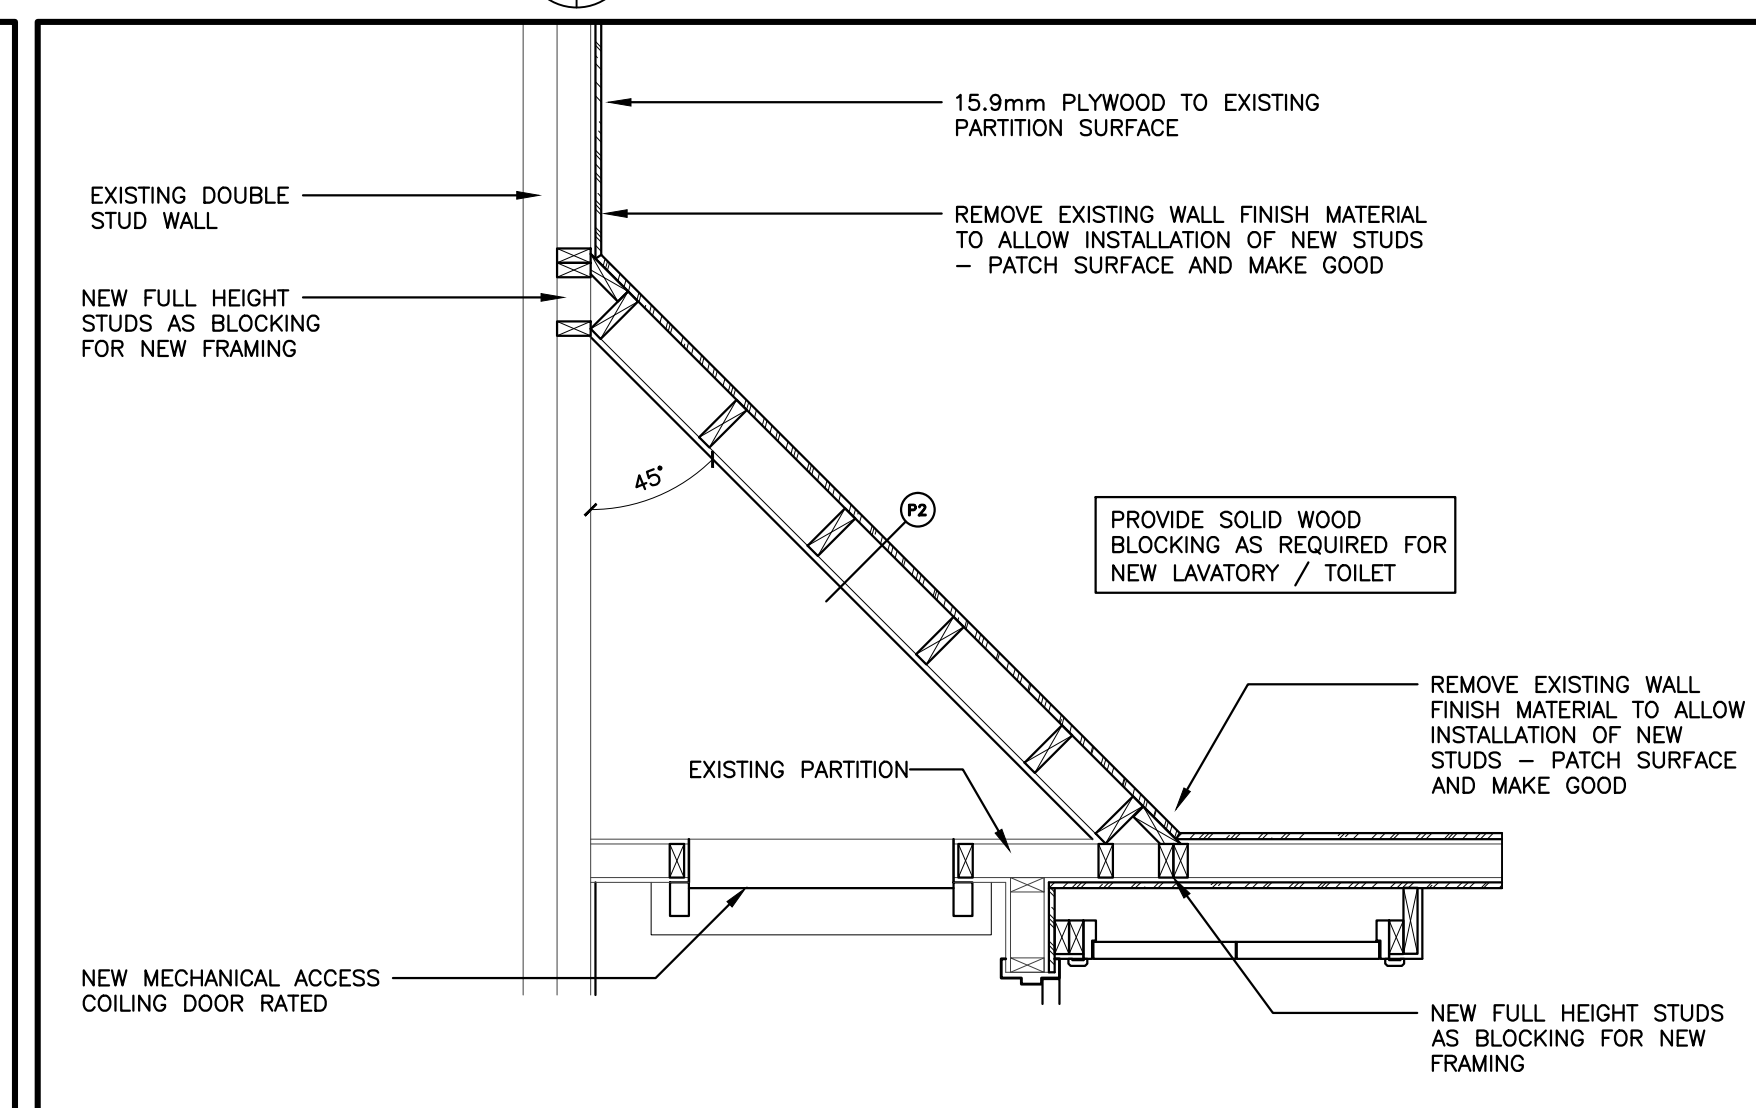 15.9mm PLYWOOD TO EXISTING
PARTITION SURFACE
EXISTING DOUBLE
STUD WALL
REMOVE EXISTING WALL FINISH MATERIAL
TO ALLOW INSTALLATION OF NEW STUDS
– PATCH SURFACE AND MAKE GOOD
NEW FULL HEIGHT
STUDS AS BLOCKING
FOR NEW FRAMING
45°
P2
PROVIDE SOLID WOOD
BLOCKING AS REQUIRED FOR
NEW LAVATORY / TOILET
REMOVE EXISTING WALL
FINISH MATERIAL TO ALLOW
INSTALLATION OF NEW
STUDS – PATCH SURFACE
AND MAKE GOOD
EXISTING PARTITION
NEW MECHANICAL ACCESS
COILING DOOR RATED
NEW FULL HEIGHT STUDS
AS BLOCKING FOR NEW
FRAMING